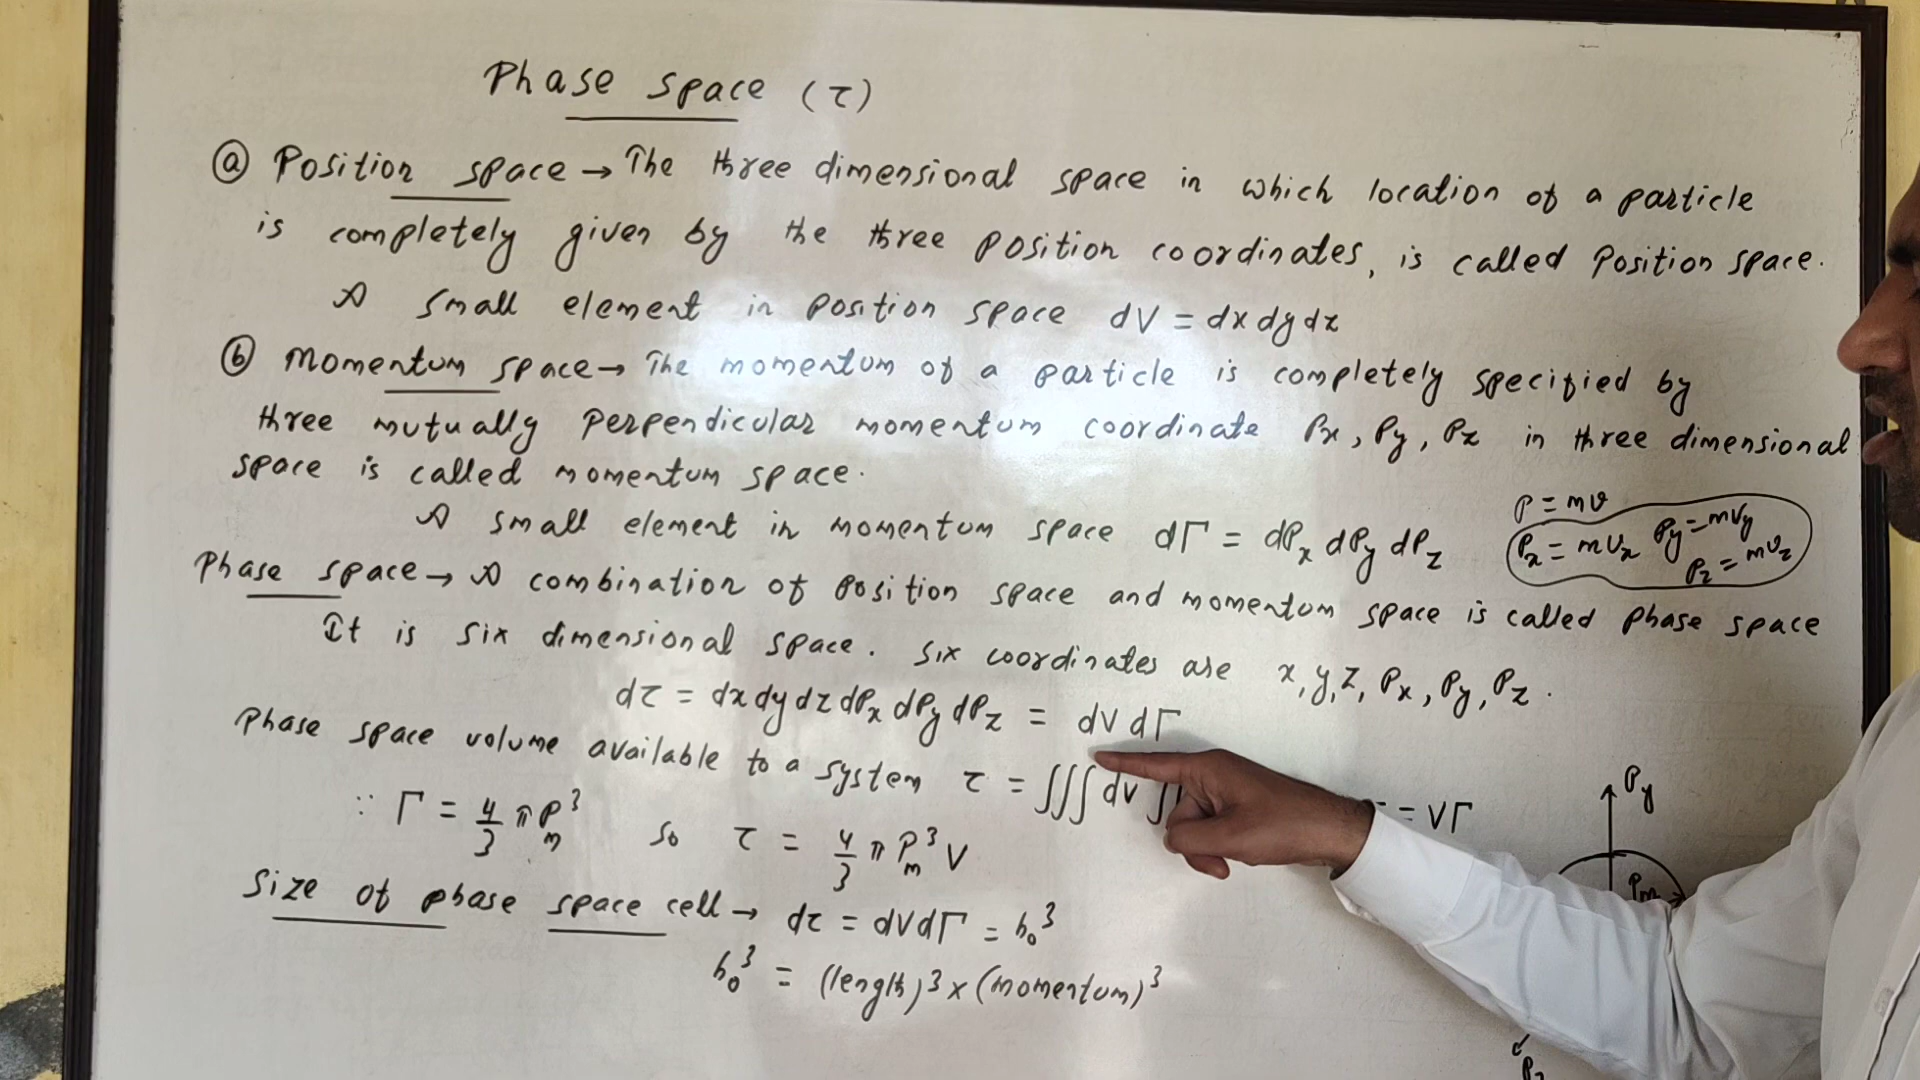 Phase space (τ)
ⓐ Position space → The three dimensional space in which location of a particle
is completely given by the three position coordinates, is called Position space.
A small element in position space dV = dx dy dz
ⓑ Momentum space → The momentum of a particle is completely specified by
three mutually perpendicular momentum coordinate Px, Py, Pz in three dimensional
space is called momentum space.
A small element in momentum space dΓ = dPx dPy dPz
P = mv
Px = mvx Py = mvy
Pz = mvz
Phase space → A combination of position space and momentum space is called phase space
It is six dimensional space. six coordinates are x, y, z, Px, Py, Pz.
dτ = dx dy dz dPx dPy dPz = dV dΓ
Phase space volume available to a system τ = ∫∫∫ dV ∫∫
= VΓ
∵ Γ = 4/3 π Pm³ so τ = 4/3 π Pm³ V
Size of phase space cell → dτ = dV dΓ = h₀³
h₀³ = (length)³ x (momentum)³
Py
Pm
Pz